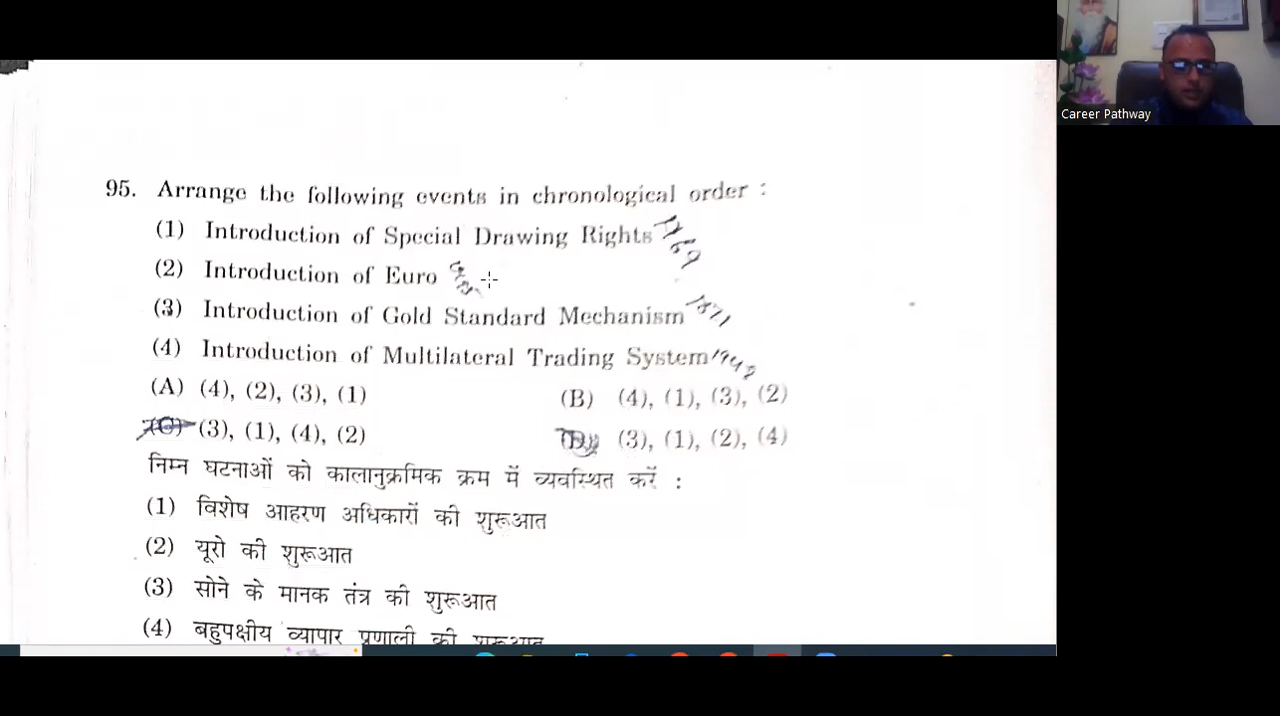 Career Pathway
95. Arrange the following events in chronological order :
(1) Introduction of Special Drawing Rights 1969
(2) Introduction of Euro
(3) Introduction of Gold Standard Mechanism 1871
(4) Introduction of Multilateral Trading System
(A) (4), (2), (3), (1) (B) (4), (1), (3), (2)
(C) (3), (1), (4), (2) (D) (3), (1), (2), (4)
निम्न घटनाओं को कालानुक्रमिक क्रम में व्यवस्थित करें :
(1) विशेष आहरण अधिकारों की शुरूआत
(2) यूरो की शुरूआत
(3) सोने के मानक तंत्र की शुरूआत
(4) बहुपक्षीय व्यापार प्रणाली की शुरूआत